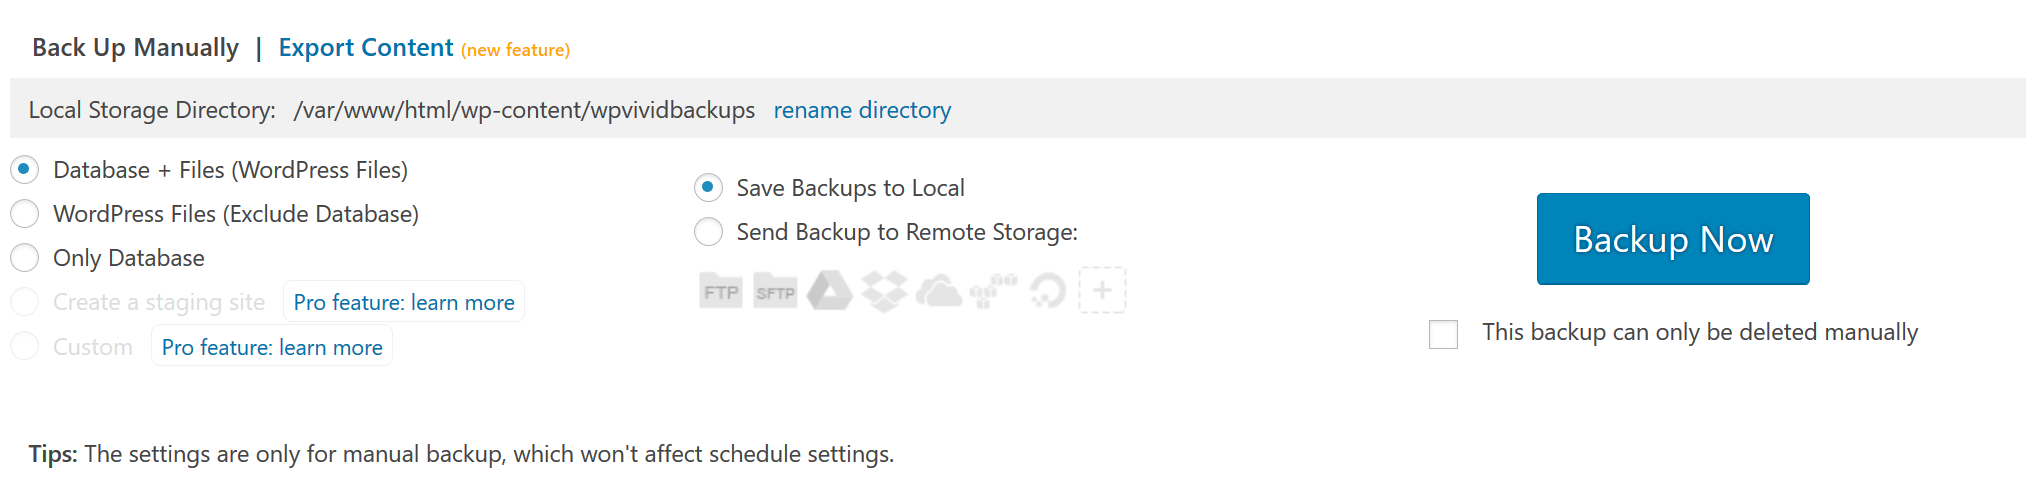 Back Up Manually | Export Content (new feature)
Local Storage Directory: /var/www/html/wp-content/wpvividbackups rename directory
Database + Files (WordPress Files)
WordPress Files (Exclude Database)
Only Database
Create a staging site Pro feature: learn more
Custom Pro feature: learn more
Save Backups to Local
Send Backup to Remote Storage:
FTP SFTP
Backup Now
This backup can only be deleted manually
Tips: The settings are only for manual backup, which won't affect schedule settings.